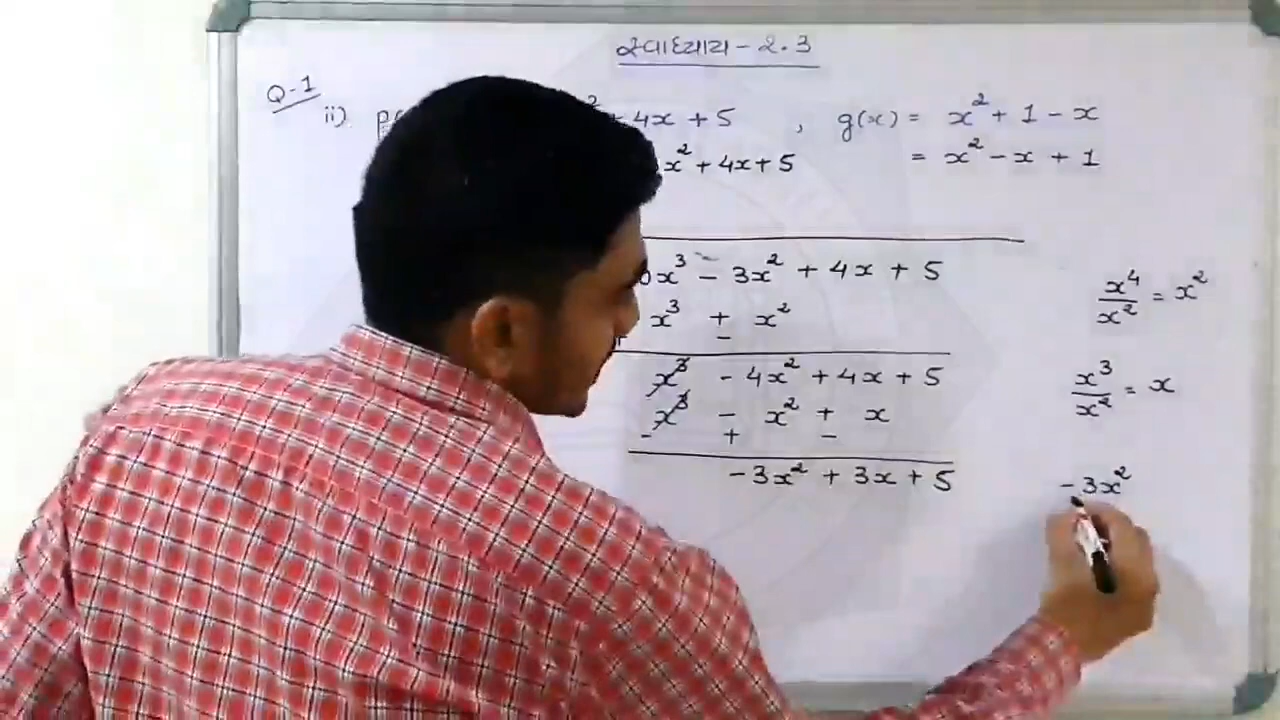 સ્વાધ્યાય - 2.3
Q-1
ii) p( 2 + 4x + 5 , g(x) = x² + 1 - x
x² + 4x + 5 = x² - x + 1
x³ - 3x² + 4x + 5
x⁴/x² = x²
x³ + x²
-
x³ - 4x² + 4x + 5
x³/x² = x
x³ - x² + x
- + -
-3x² + 3x + 5
-3x²